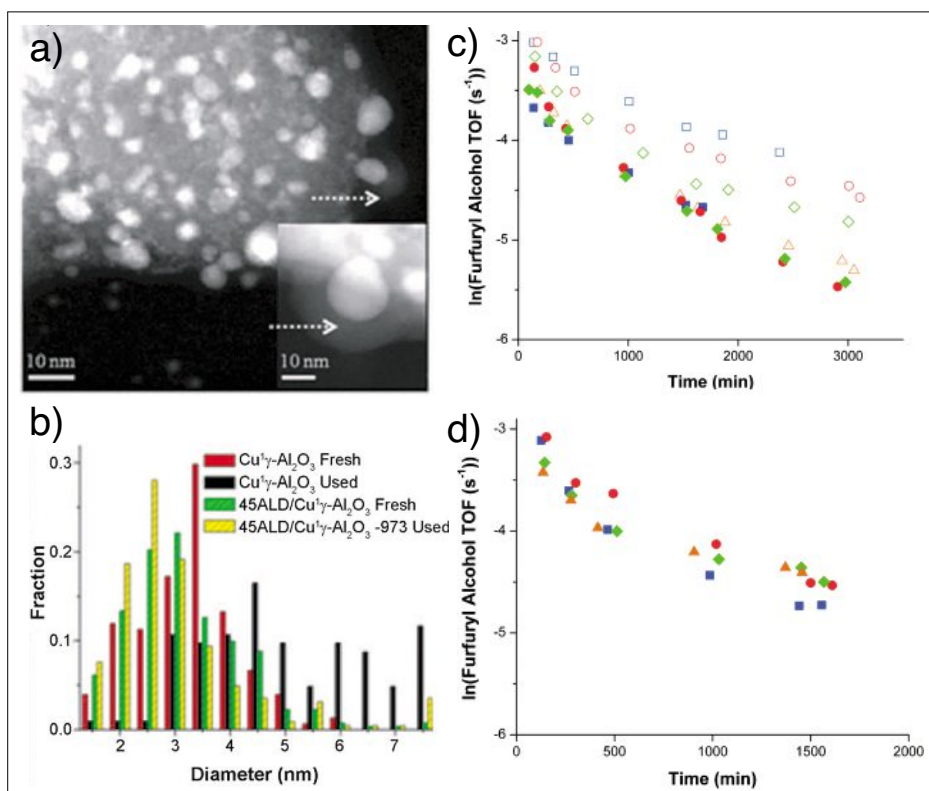 a)
10 nm
10 nm
b)
Cu¹γ-Al₂O₃ Fresh
Cu¹γ-Al₂O₃ Used
45ALD/Cu¹γ-Al₂O₃ Fresh
45ALD/Cu¹γ-Al₂O₃ -973 Used
Fraction
0.3
0.2
0.1
0.0
2 3 4 5 6 7
Diameter (nm)
c)
ln(Furfuryl Alcohol TOF (s⁻¹))
-3
-4
-5
-6
0 1000 2000 3000
Time (min)
d)
ln(Furfuryl Alcohol TOF (s⁻¹))
-3
-4
-5
-6
0 500 1000 1500 2000
Time (min)